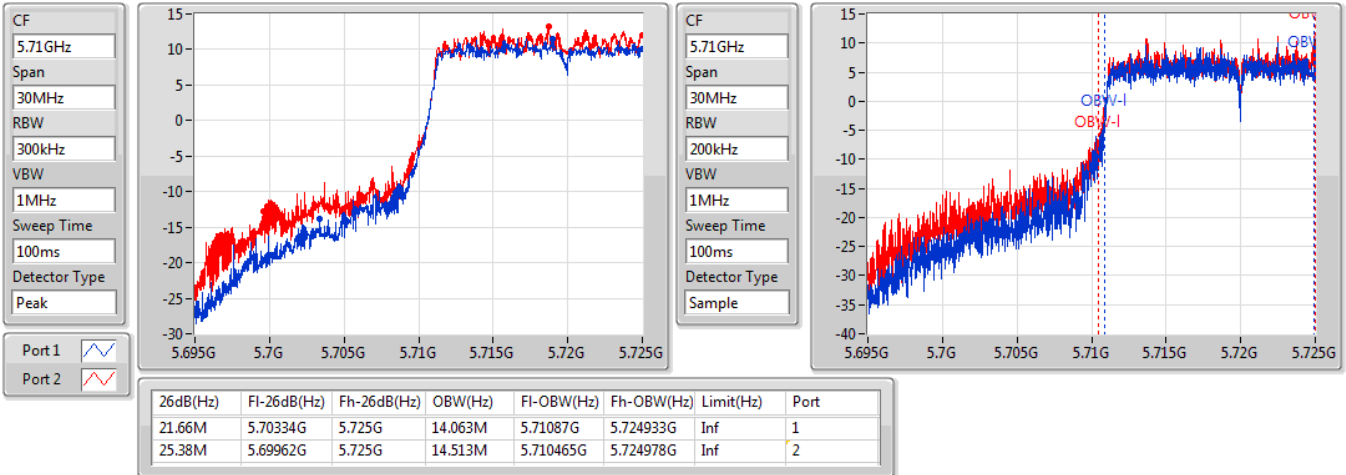 CF
5.71GHz
Span
30MHz
RBW
300kHz
VBW
1MHz
Sweep Time
100ms
Detector Type
Peak
Port 1
Port 2
15
10
5
0
-5
-10
-15
-20
-25
-30
5.695G 5.7G 5.705G 5.71G 5.715G 5.72G 5.725G
CF
5.71GHz
Span
30MHz
RBW
200kHz
VBW
1MHz
Sweep Time
100ms
Detector Type
Sample
15
10
5
0
-5
-10
-15
-20
-25
-30
-35
-40
OBW-l
OBW-l
OBV
OBV
5.695G 5.7G 5.705G 5.71G 5.715G 5.72G 5.725G
26dB(Hz) Fl-26dB(Hz) Fh-26dB(Hz) OBW(Hz) Fl-OBW(Hz) Fh-OBW(Hz) Limit(Hz) Port
21.66M 5.70334G 5.725G 14.063M 5.71087G 5.724933G Inf 1
25.38M 5.69962G 5.725G 14.513M 5.710465G 5.724978G Inf 2